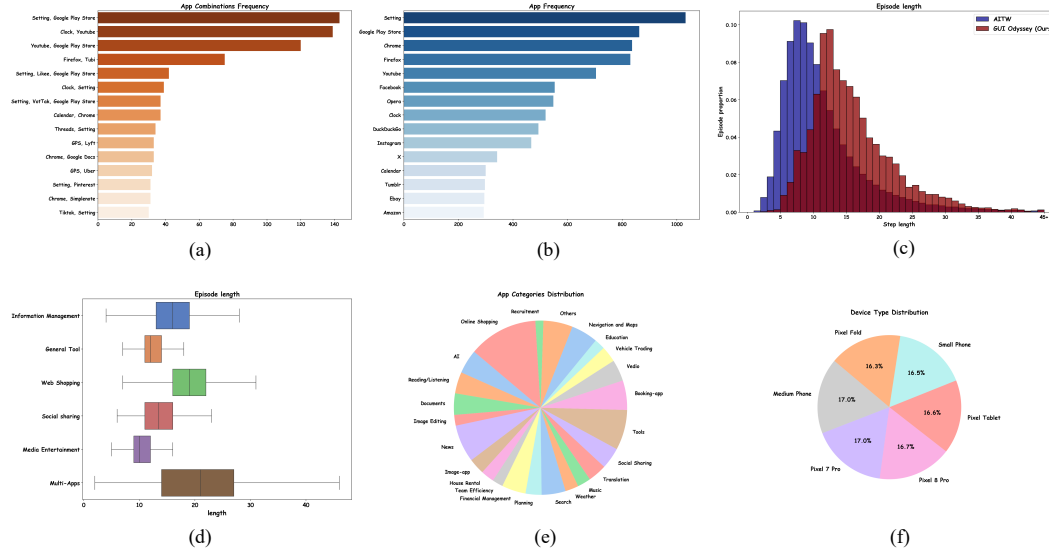 App Combinations Frequency
Setting, Google Play Store
Clock, Youtube
Youtube, Google Play Store
Firefox, Tubi
Setting, Likee, Google Play Store
Clock, Setting
Setting, VatTok, Google Play Store
Calendar, Chrome
Threads, Setting
GPS, Lyft
Chrome, Google Docs
GPS, Uber
Setting, Pinterest
Chrome, Simplenote
Tiktok, Setting
0 20 40 60 80 100 120 140
(a)
App Frequency
Setting
Google Play Store
Chrome
Firefox
Youtube
Facebook
Opera
Clock
DuckDuckGo
Instagram
X
Calendar
Tumblr
Ebay
Amazon
0 200 400 600 800 1000
(b)
Episode length
AITW
GUI Odyssey (Ours
Episode proportion
0.10
0.08
0.06
0.04
0.02
0.00
0 5 10 15 20 25 30 35 40 45+
Step length
(c)
Episode length
Information Management
General Tool
Web Shopping
Social sharing
Media Entertainment
Multi-Apps
0 10 20 30 40
length
(d)
App Categories Distribution
Recruitment
Others
Online Shopping
Navigation and Maps
Education
Vehicle Trading
AI
Vedio
Reading/Listening
Booking-app
Documents
Image Editing
Tools
News
Social Sharing
Image-app
Translation
House Rental
Music
Team Efficiency
Weather
Financial Management
Planning
Search
(e)
Device Type Distribution
Pixel Fold
Small Phone
16.3%
16.5%
Medium Phone
17.0%
16.6%
Pixel Tablet
17.0%
16.7%
Pixel 7 Pro
Pixel 8 Pro
(f)